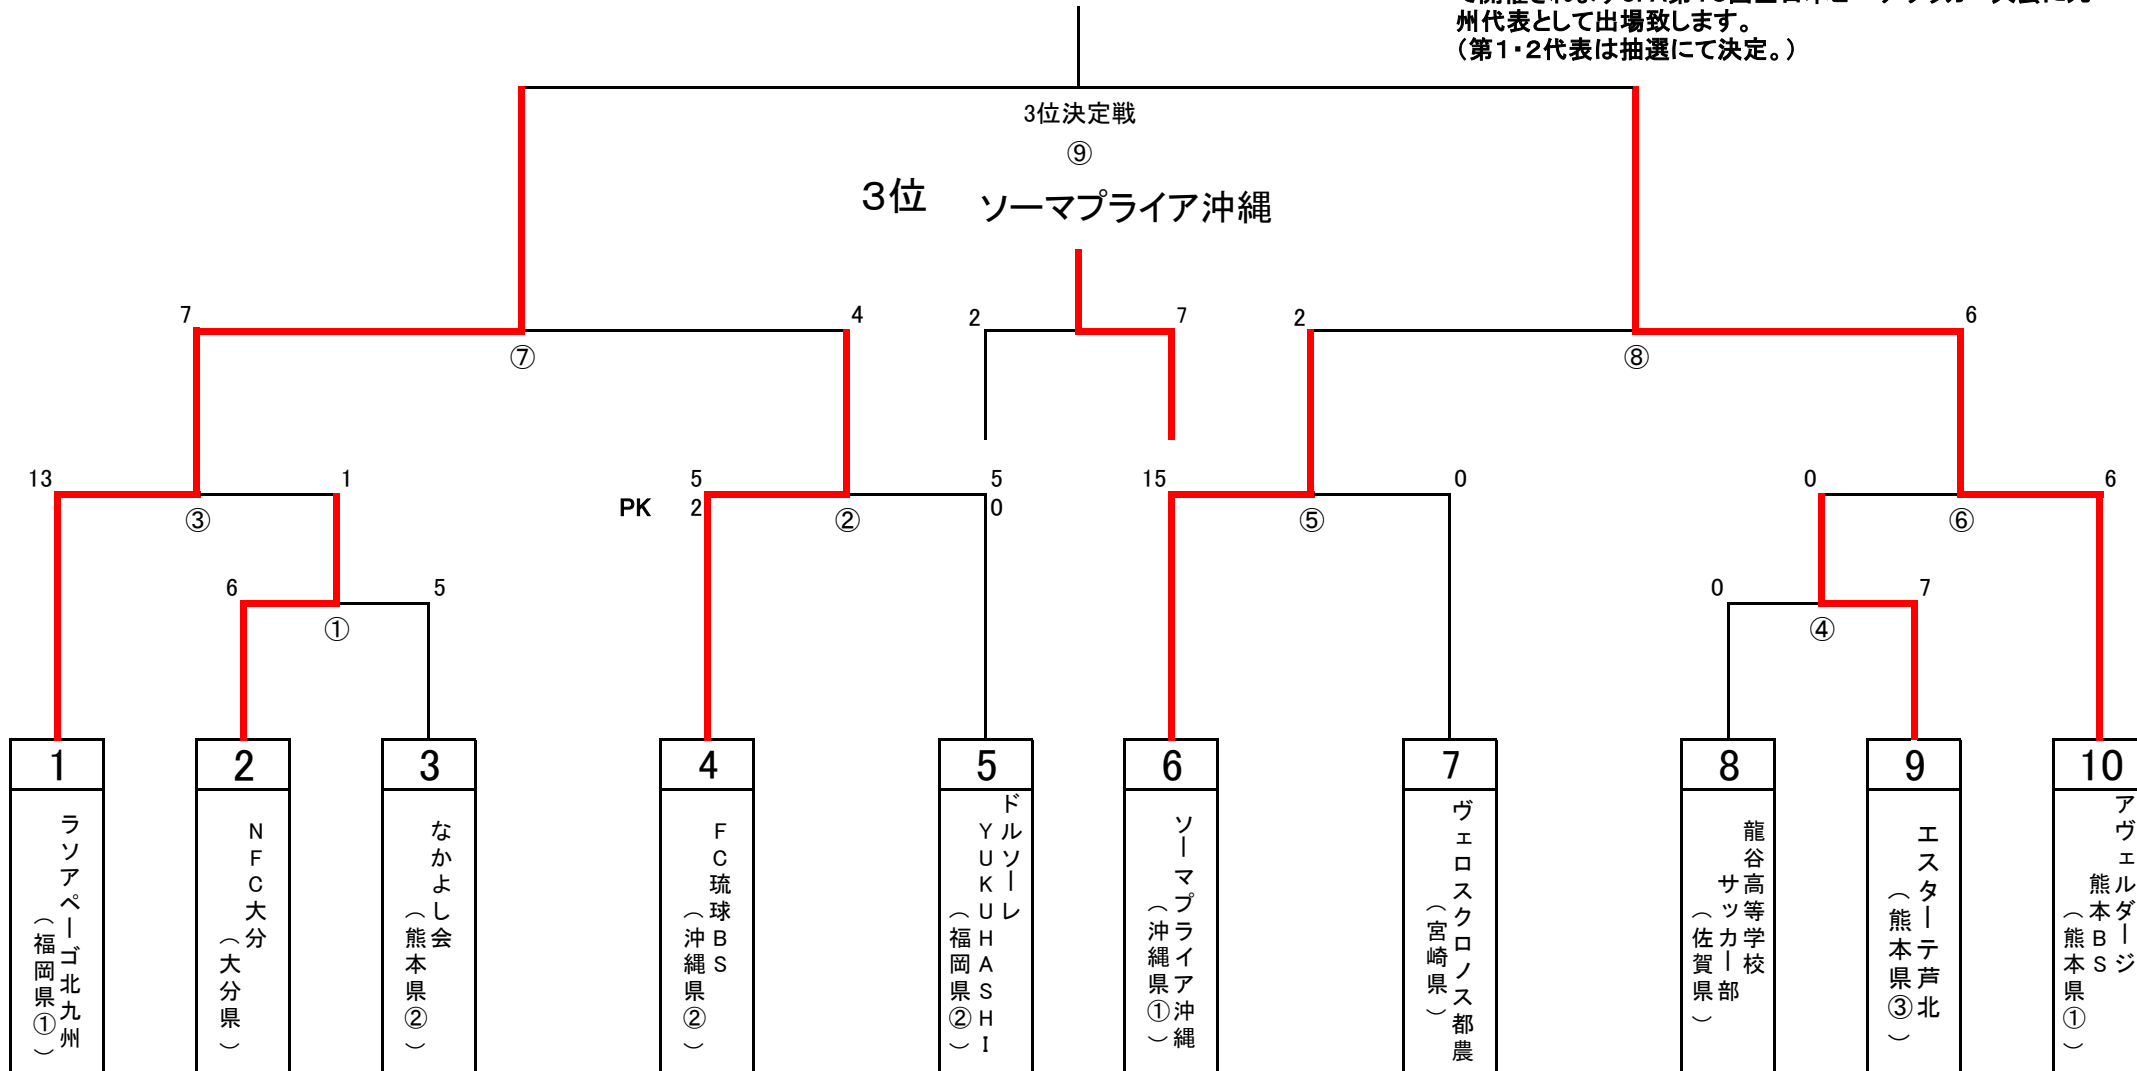 州代表として出場致します。
（第1・2代表は抽選にて決定。）
3位決定戦
⑨
3位 ソーマプライア沖縄
7 4 2 7 2 6
⑦ ⑧
13 1 5 5 15 0 0 6
PK 2 0
③ ② ⑤ ⑥
6 5 0 7
① ④
1 2 3 4 5 6 7 8 9 10
ラソアペーゴ北九州
（福岡県①）
NFC大分
（大分県）
なかよし会
（熊本県②）
FC琉球BS
（沖縄県②）
ドルソーレ
YUKUHASHI
（福岡県②）
ソーマプライア沖縄
（沖縄県①）
ヴェロスクロノス都農
（宮崎県）
龍谷高等学校
サッカー部
（佐賀県）
エスターテ芦北
（熊本県③）
アヴェルダージ
熊本BS
（熊本県①）